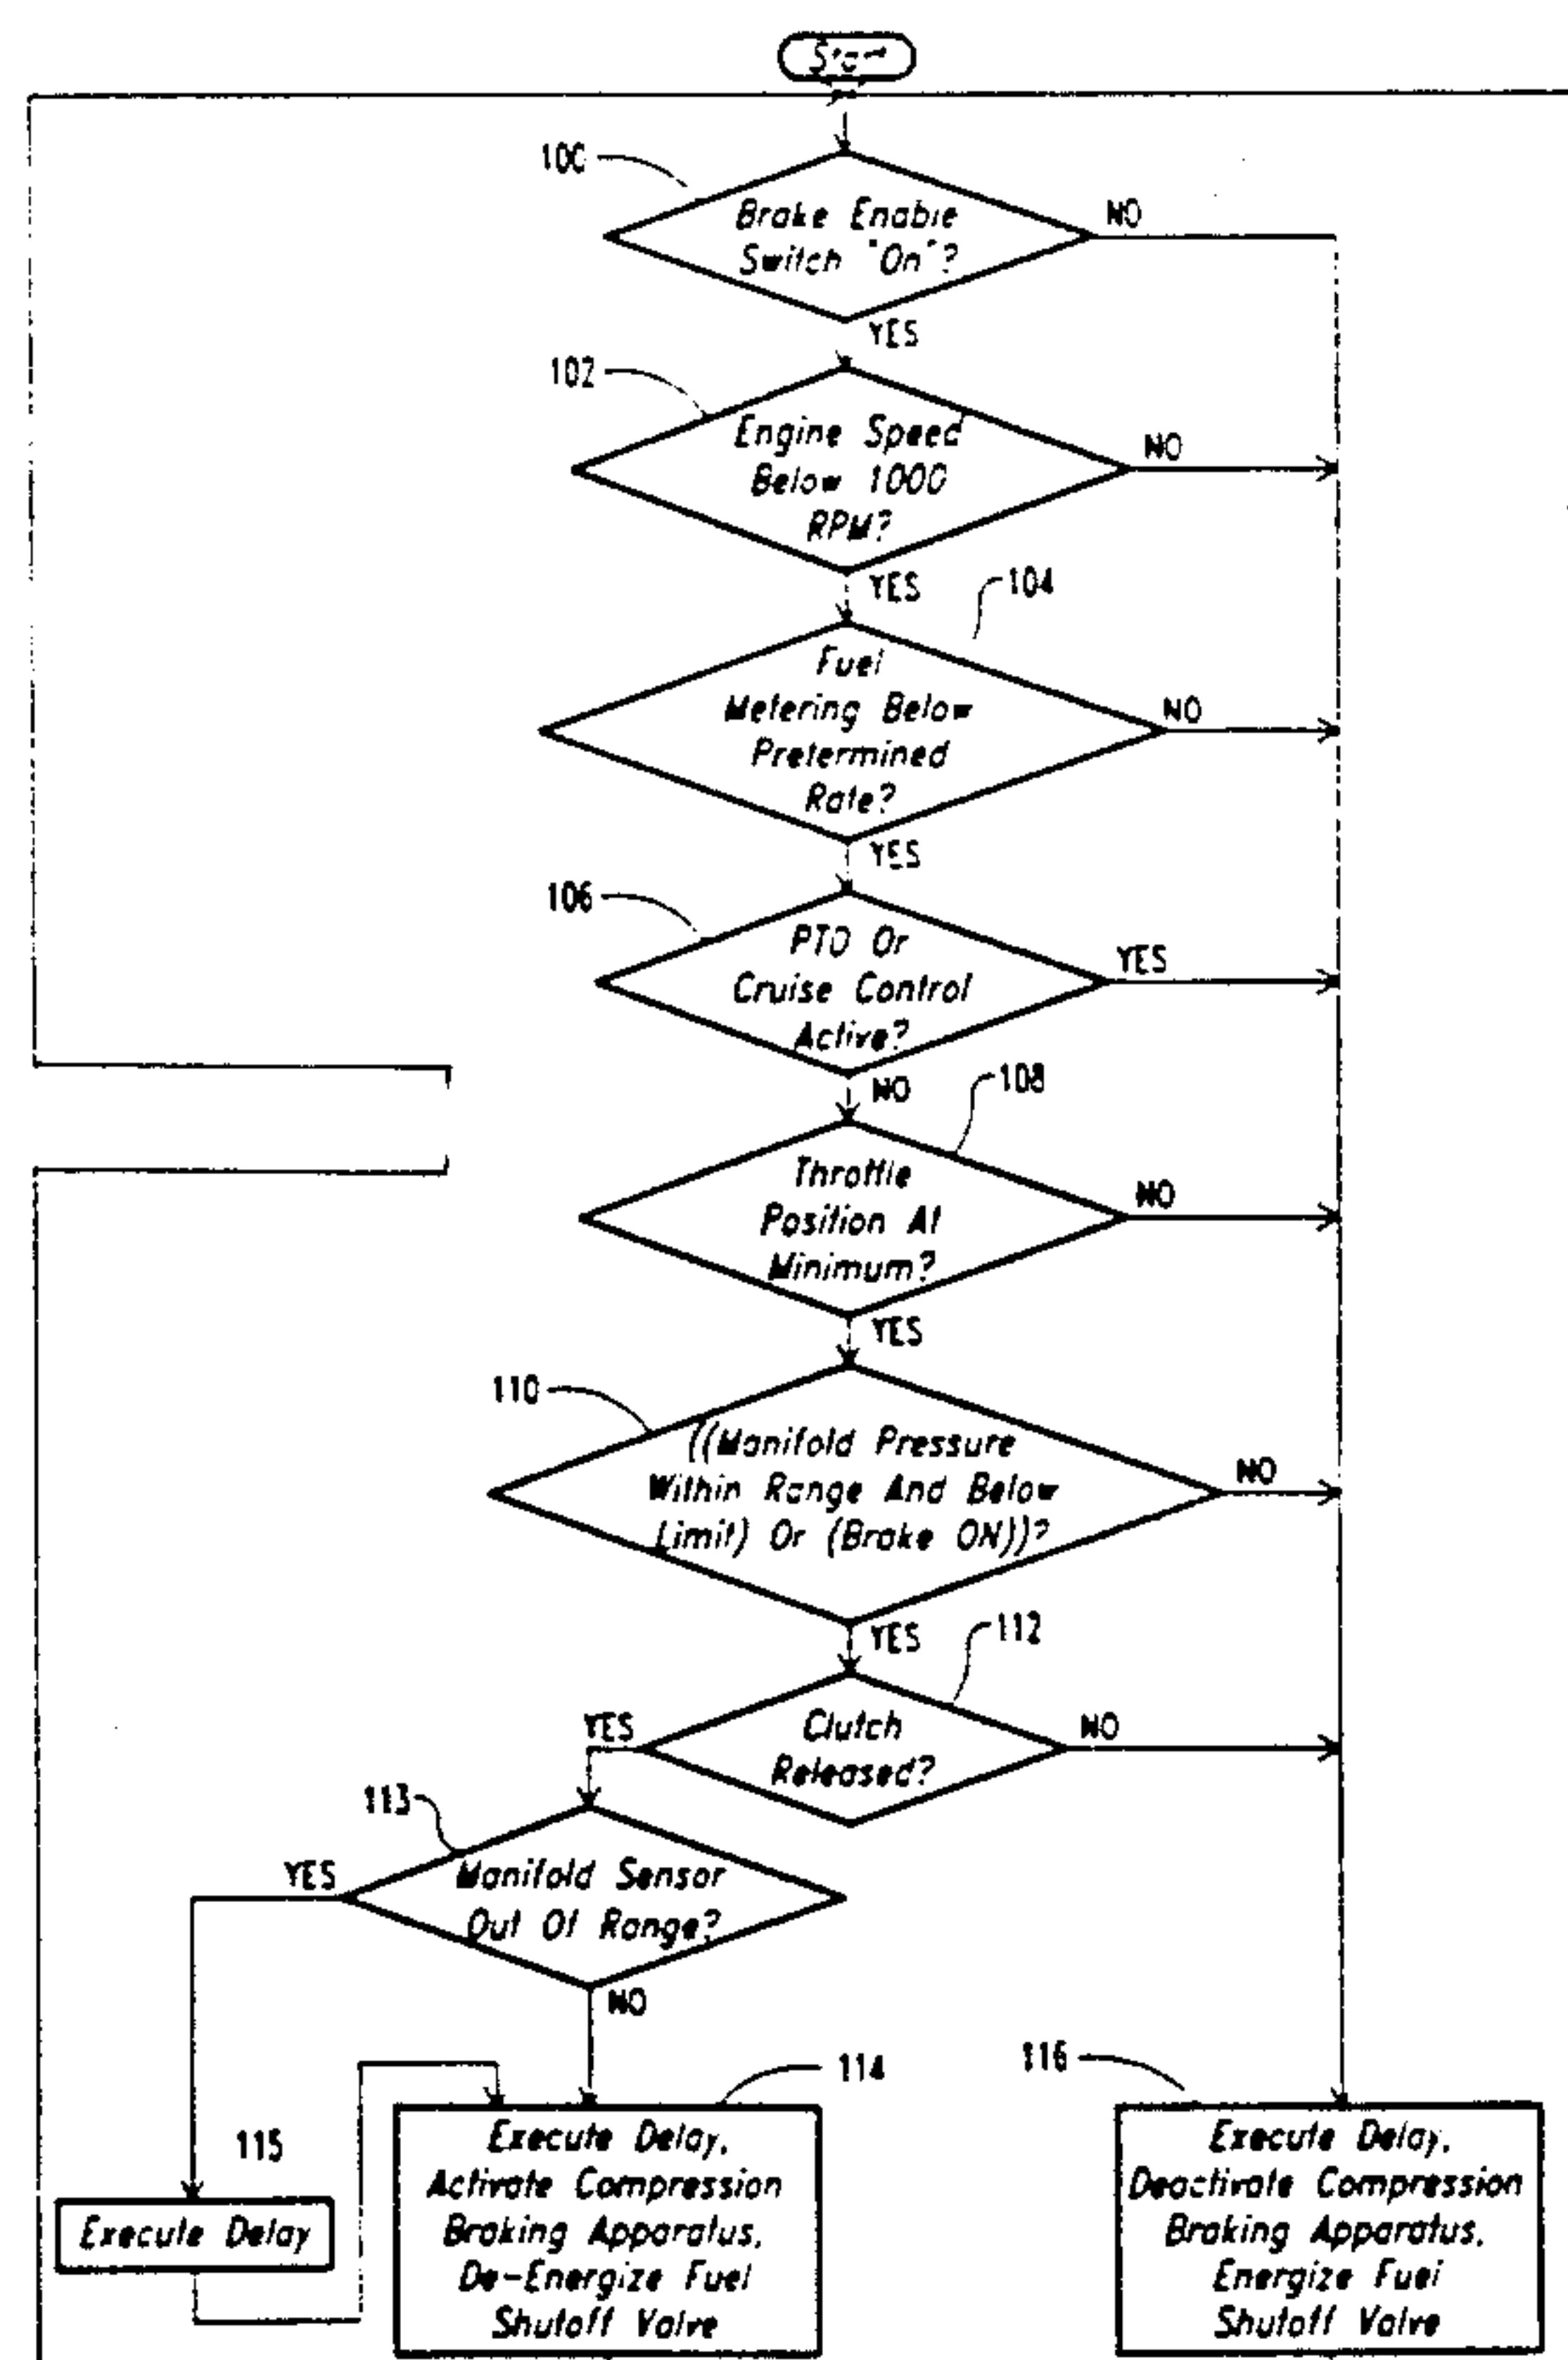 Start
100
Brake Enable
Switch "On"?
NO
YES
102
Engine Speed
Below 1000
RPM?
NO
YES
104
Fuel
Metering Below
Pretermined
Rate?
NO
YES
106
PTO Or
Cruise Control
Active?
YES
NO
108
Throttle
Position At
Minimum?
NO
YES
110
((Manifold Pressure
Within Range And Below
Limit) Or (Brake ON))?
NO
YES
112
Clutch
Released?
YES
NO
113
Manifold Sensor
Out Of Range?
YES
NO
114
Execute Delay,
Activate Compression
Braking Apparatus,
De-Energize Fuel
Shutoff Valve
115
Execute Delay
116
Execute Delay,
Deactivate Compression
Braking Apparatus,
Energize Fuel
Shutoff Valve